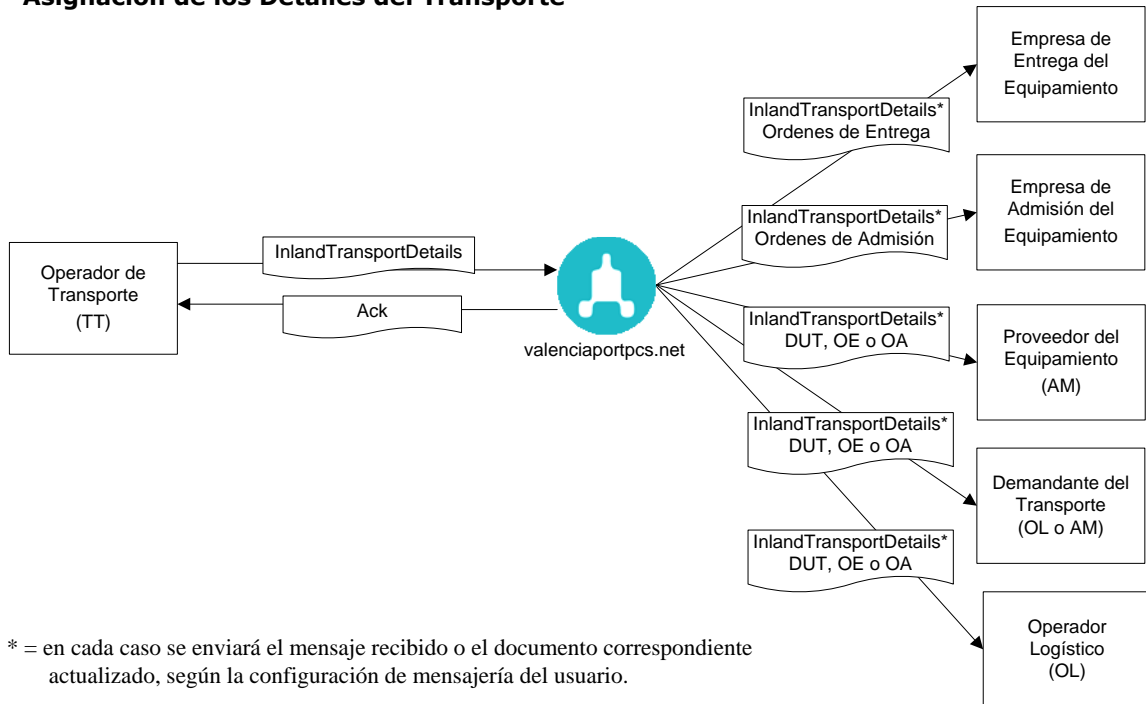 Asignación de los Detalles del Transporte
Empresa de
Entrega del
Equipamiento
InlandTransportDetails*
Ordenes de Entrega
Empresa de
Admisión del
Equipamiento
InlandTransportDetails*
Ordenes de Admisión
Operador de
Transporte
(TT)
InlandTransportDetails
Ack
valenciaportpcs.net
InlandTransportDetails*
DUT, OE o OA
Proveedor del
Equipamiento
(AM)
InlandTransportDetails*
DUT, OE o OA
Demandante del
Transporte
(OL o AM)
InlandTransportDetails*
DUT, OE o OA
Operador
Logístico
(OL)
* = en cada caso se enviará el mensaje recibido o el documento correspondiente
actualizado, según la configuración de mensajería del usuario.